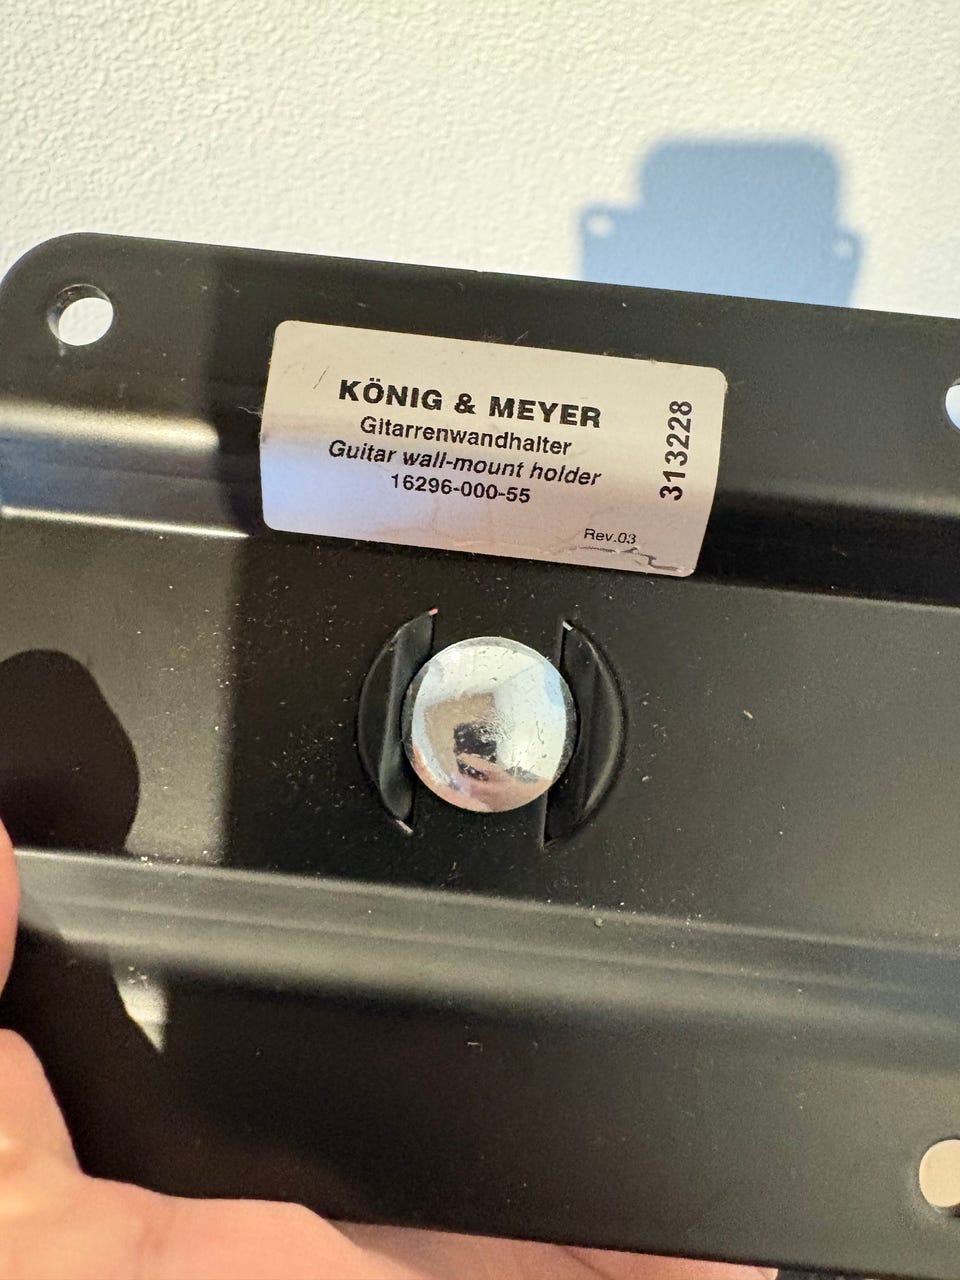 KÖNIG & MEYER
Gitarrenwandhalter
Guitar wall-mount holder
16296-000-55
Rev.03
313228